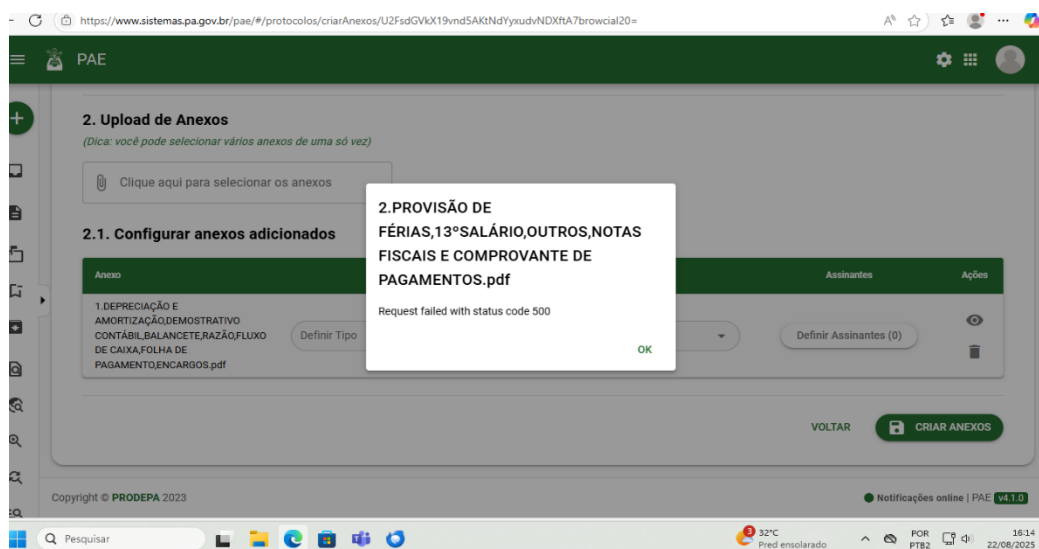 https://www.sistemas.pa.gov.br/pae/#/protocolos/criarAnexos/U2FsdGVkX19vnd5AKtNdYyxudvNDXftA7browcial20=
PAE
2. Upload de Anexos
(Dica: você pode selecionar vários anexos de uma só vez)
Clique aqui para selecionar os anexos
2.PROVISÃO DE
FÉRIAS,13ºSALÁRIO,OUTROS,NOTAS
FISCAIS E COMPROVANTE DE
PAGAMENTOS.pdf
Request failed with status code 500
OK
2.1. Configurar anexos adicionados
Anexo
Assinantes
Ações
1.DEPRECIAÇÃO E
AMORTIZAÇÃO,DEMOSTRATIVO
CONTÁBIL,BALANCETE,RAZÃO,FLUXO
DE CAIXA,FOLHA DE
PAGAMENTO,ENCARGOS.pdf
Definir Tipo
Definir Assinantes (0)
VOLTAR
CRIAR ANEXOS
Copyright © PRODEPA 2023
Notificações online | PAE v4.1.0
Pesquisar
3
32°C
Pred ensolarado
POR
PTB2
16:14
22/08/2025